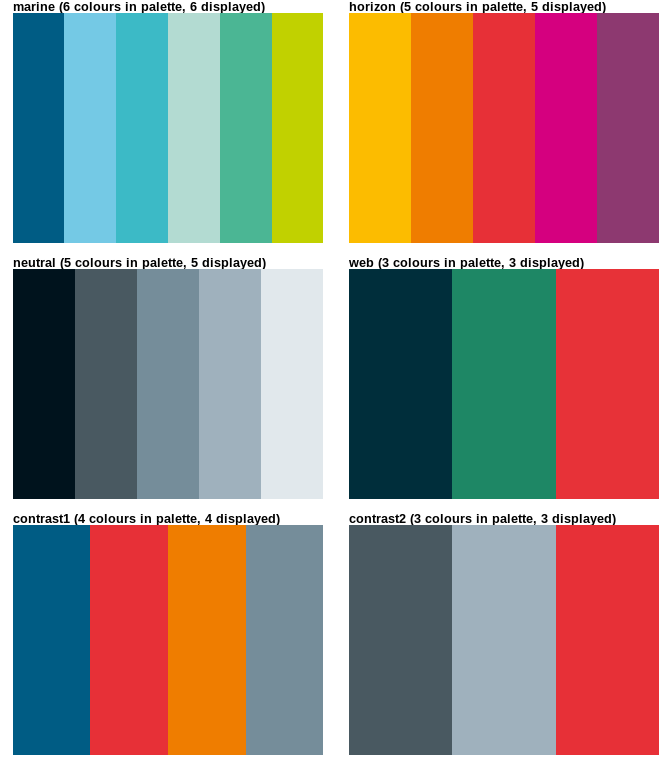 marine (6 colours in palette, 6 displayed)
horizon (5 colours in palette, 5 displayed)
neutral (5 colours in palette, 5 displayed)
web (3 colours in palette, 3 displayed)
contrast1 (4 colours in palette, 4 displayed)
contrast2 (3 colours in palette, 3 displayed)